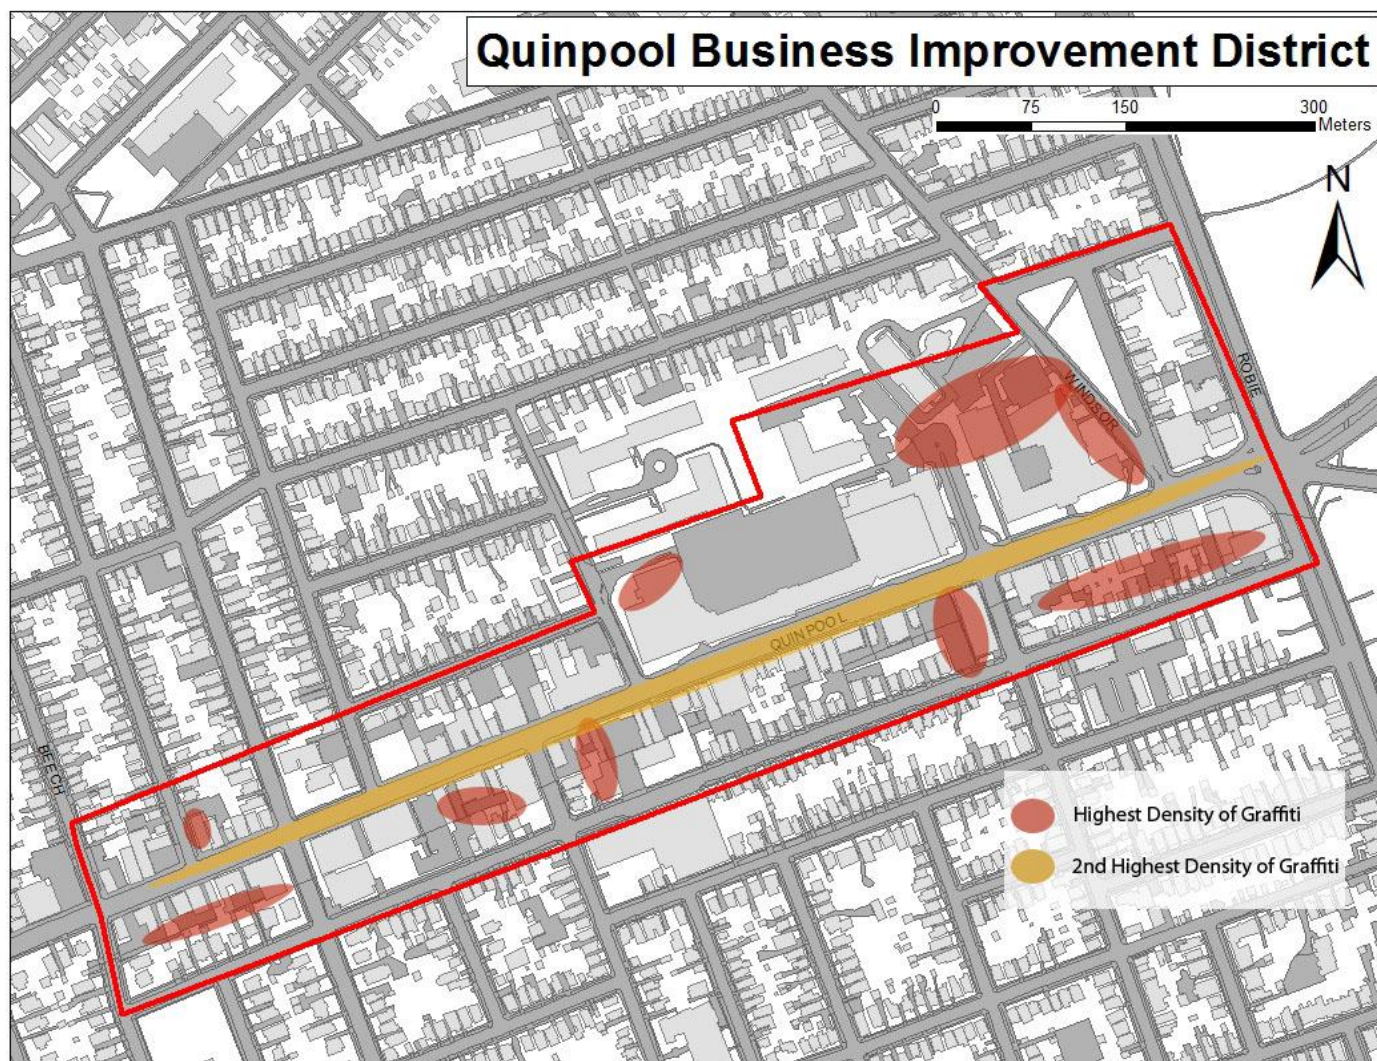 Quinpool Business Improvement District
0 75 150 300
Meters
N
ROBIE
WINDSOR
QUINPOOL
BEECH
Highest Density of Graffiti
2nd Highest Density of Graffiti